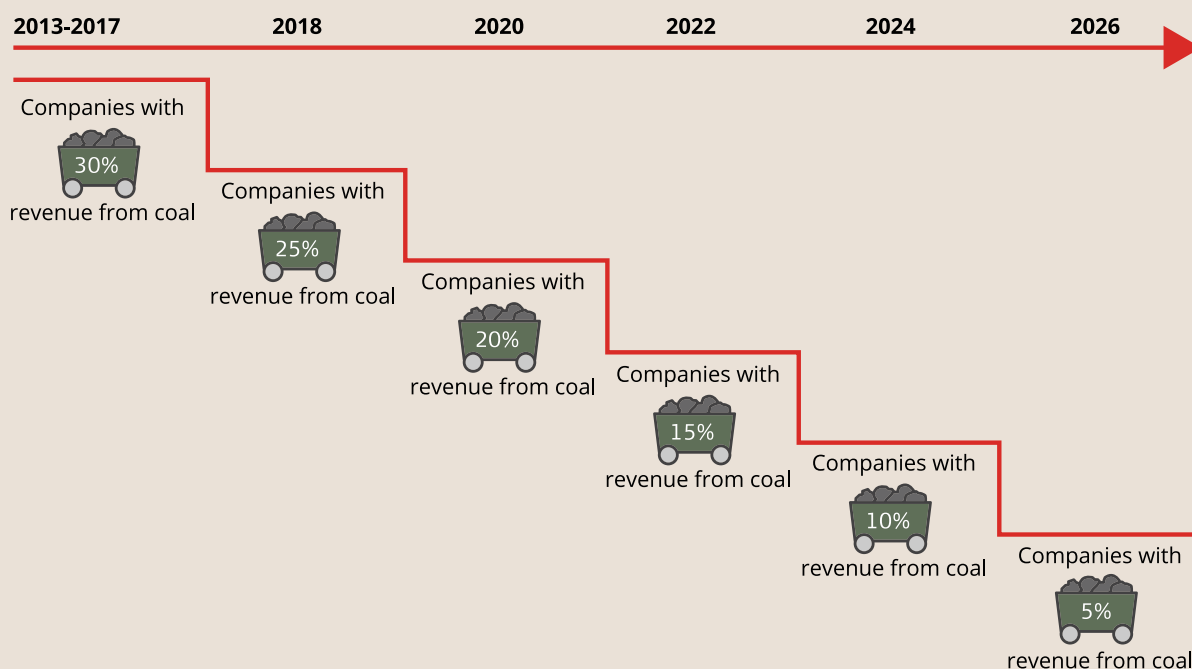 2013-2017 2018 2020 2022 2024 2026
Companies with
30%
revenue from coal
Companies with
25%
revenue from coal
Companies with
20%
revenue from coal
Companies with
15%
revenue from coal
Companies with
10%
revenue from coal
Companies with
5%
revenue from coal